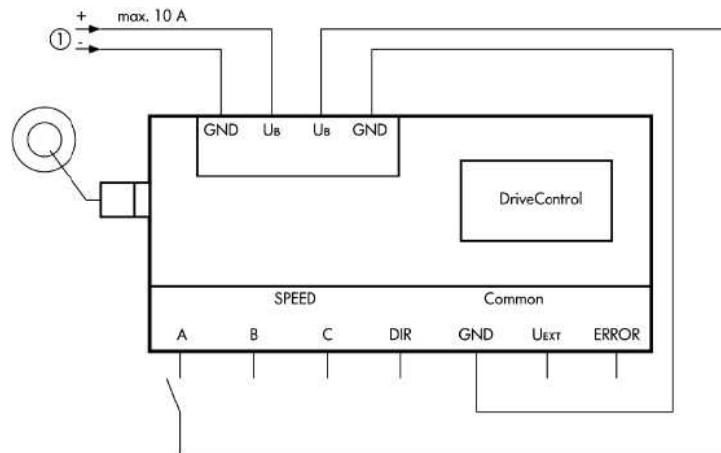 + max. 10 A
① -
GND UB UB GND
DriveControl
SPEED Common
A B C DIR GND UEXT ERROR